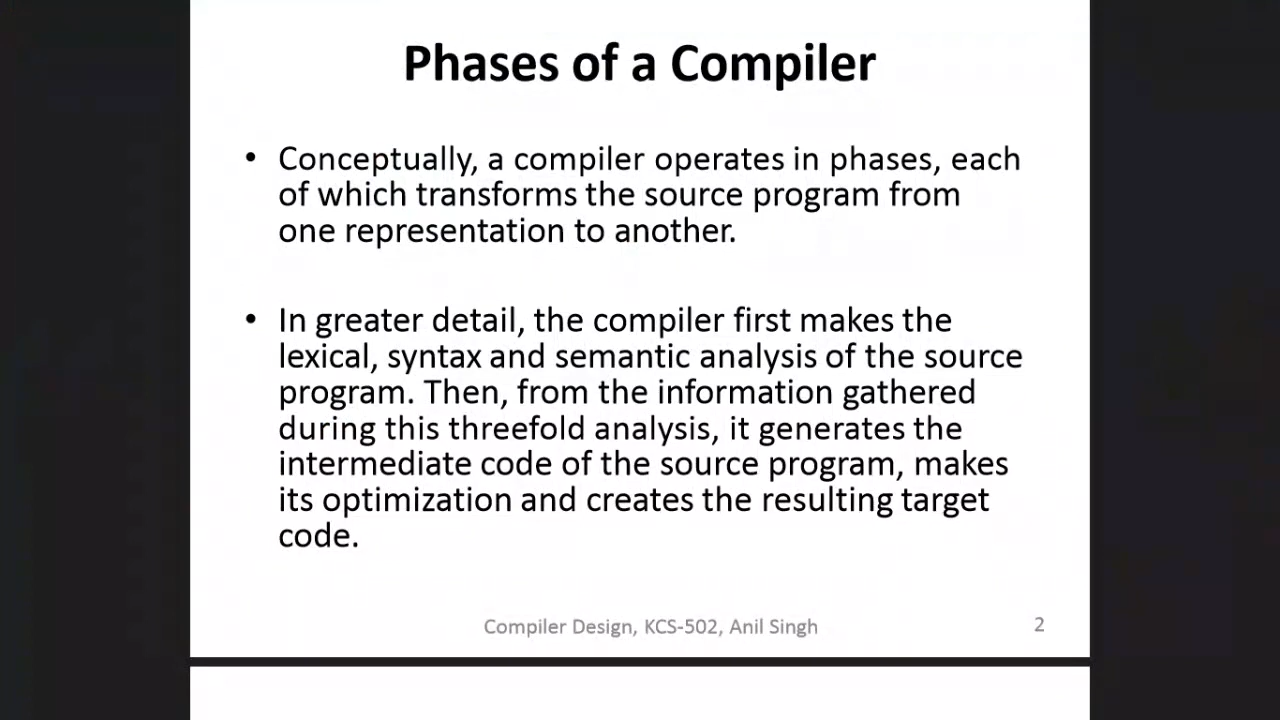 Phases of a Compiler
• Conceptually, a compiler operates in phases, each
of which transforms the source program from
one representation to another.
• In greater detail, the compiler first makes the
lexical, syntax and semantic analysis of the source
program. Then, from the information gathered
during this threefold analysis, it generates the
intermediate code of the source program, makes
its optimization and creates the resulting target
code.
Compiler Design, KCS-502, Anil Singh
2